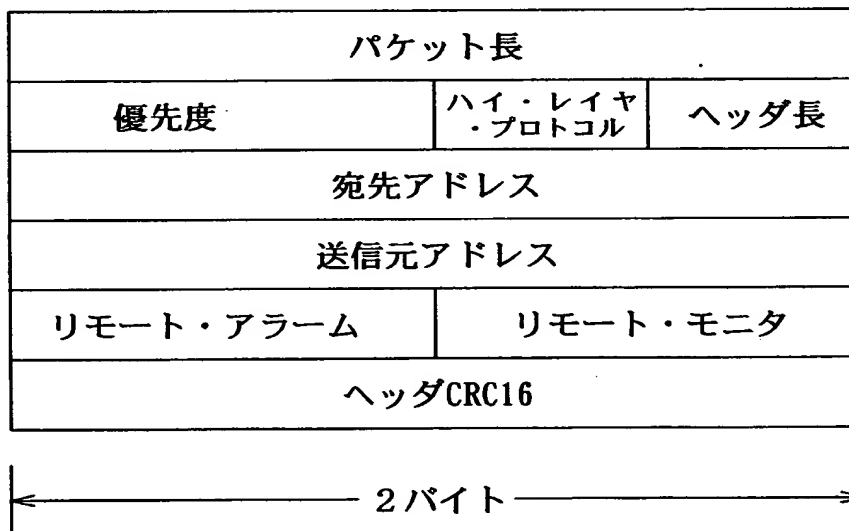 パケット長
優先度
ハイ・レイヤ
・プロトコル
ヘッダ長
宛先アドレス
送信元アドレス
リモート・アラーム
リモート・モニタ
ヘッダCRC16
2バイト